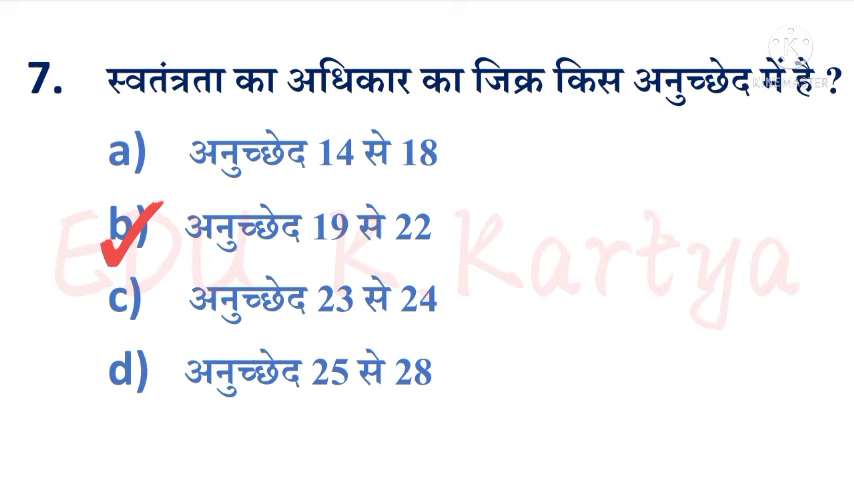 7. स्वतंत्रता का अधिकार का जिक्र किस अनुच्छेद में है ?
KINEMASTER
a) अनुच्छेद 14 से 18
b) अनुच्छेद 19 से 22
EDU K Kartya
c) अनुच्छेद 23 से 24
d) अनुच्छेद 25 से 28